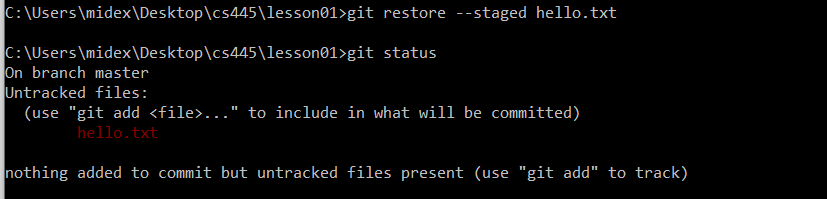 C:\Users\midex\Desktop\cs445\lesson01>git restore --staged hello.txt
C:\Users\midex\Desktop\cs445\lesson01>git status
On branch master
Untracked files:
  (use "git add <file>..." to include in what will be committed)
        hello.txt
nothing added to commit but untracked files present (use "git add" to track)